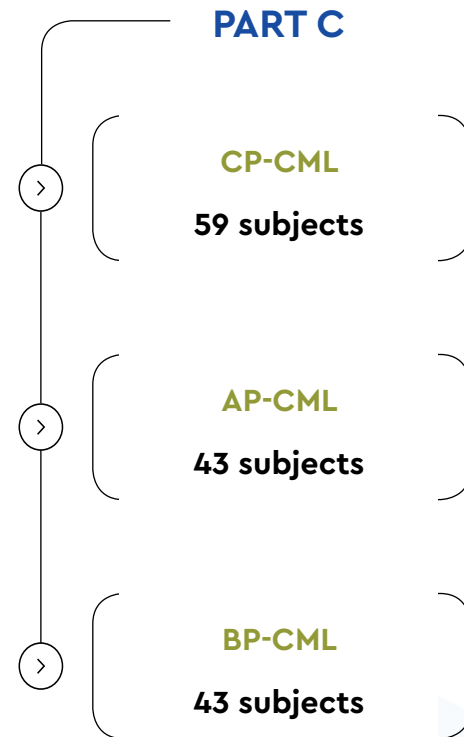 PART C
CP-CML
59 subjects
AP-CML
43 subjects
BP-CML
43 subjects